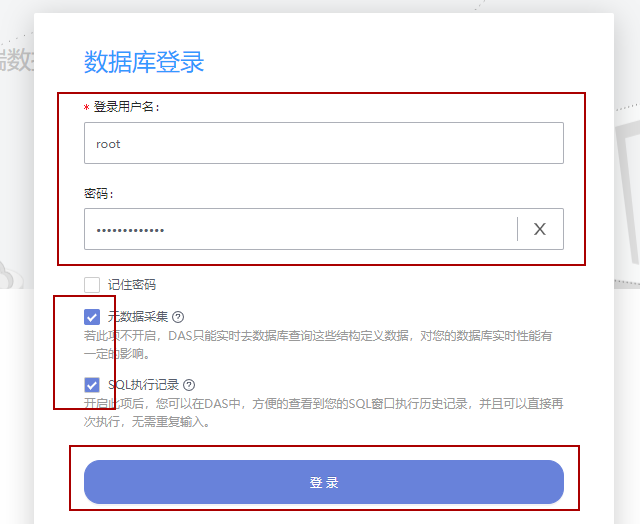 数据库登录
端数
* 登录用户名：
root
密码：
•••••••••••••
X
记住密码
元数据采集 ?
若此项不开启，DAS只能实时去数据库查询这些结构定义数据，对您的数据库实时性能有
一定的影响。
SQL执行记录 ?
开启此项后，您可以在DAS中，方便的查看到您的SQL窗口执行历史记录，并且可以直接再
次执行，无需重复输入。
登 录